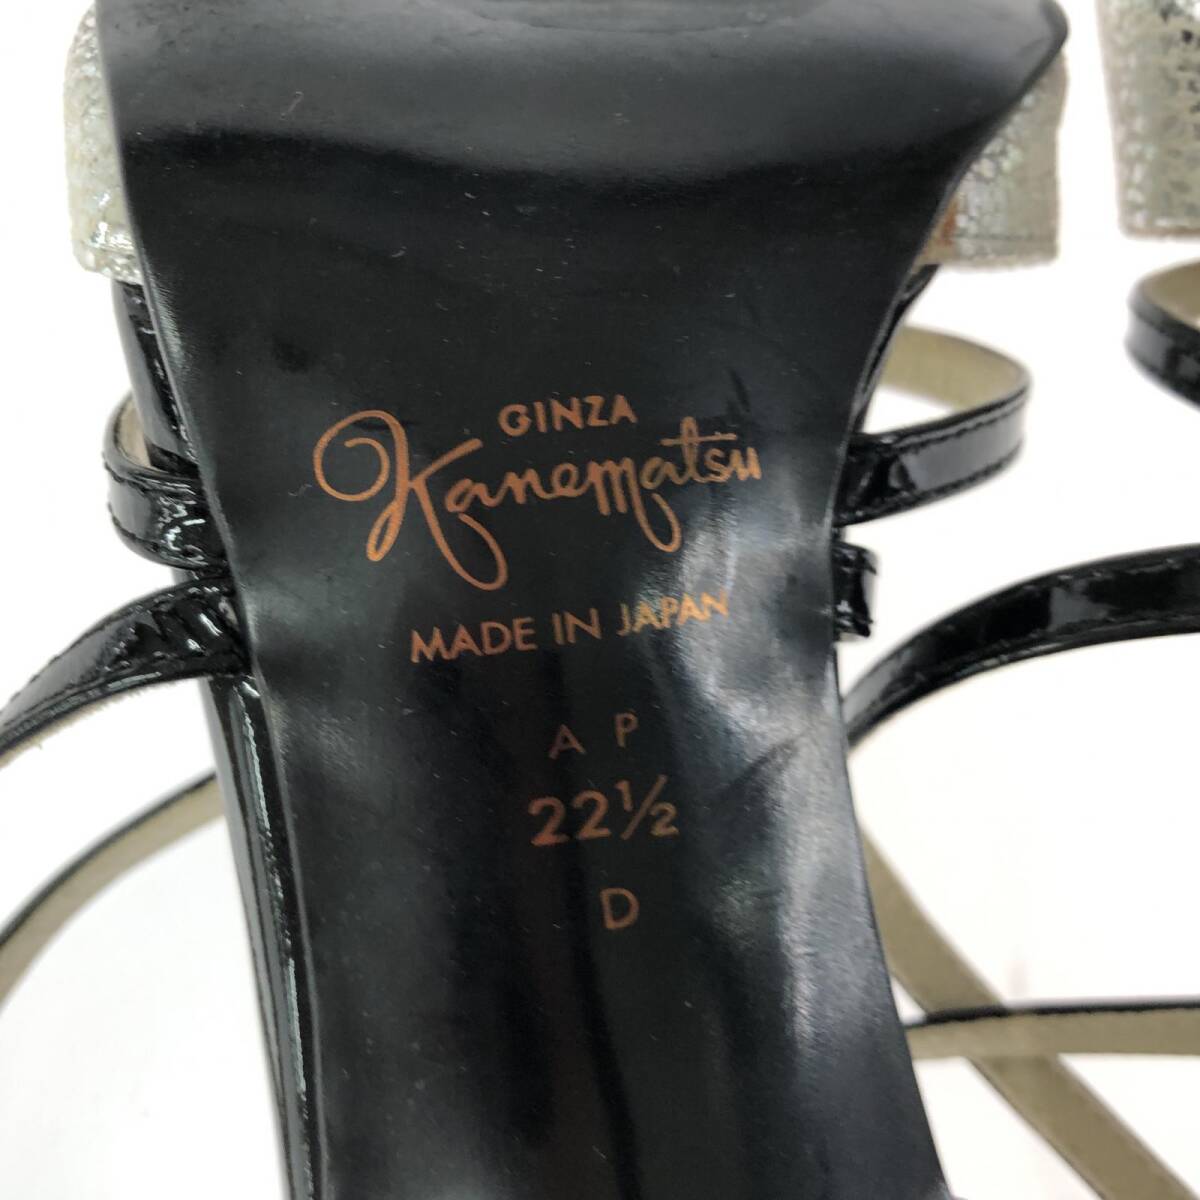 GINZA
Kanematsu
MADE IN JAPAN
A P
22½
D